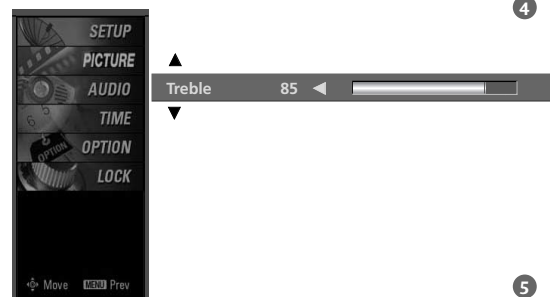 4
SETUP
PICTURE
AUDIO
TIME
OPTION
LOCK
▲
Treble 85 ◀
▼
Move MENU Prev
5